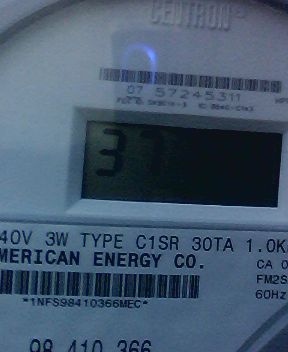 CENTRON®
07 57245311
37
40V 3W TYPE C1SR 30TA 1.0K
MERICAN ENERGY CO.
CA 0
FM2S
60Hz
*1NFS98410366MEC*
98 410 366